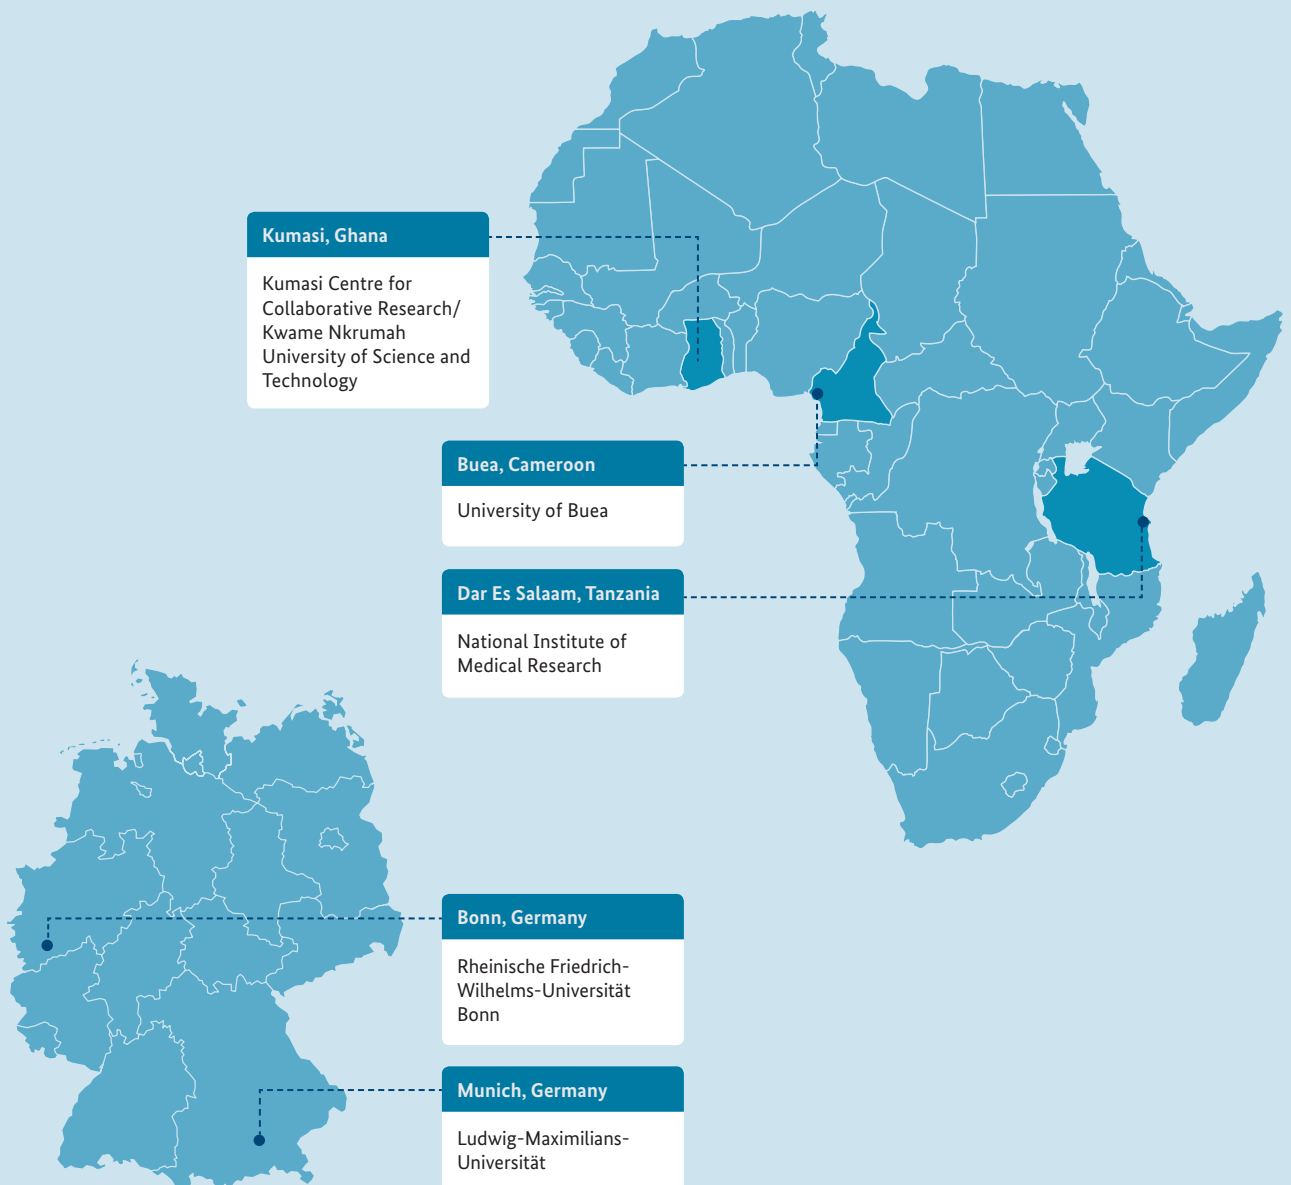 Kumasi, Ghana
Kumasi Centre for
Collaborative Research/
Kwame Nkrumah
University of Science and
Technology
Buea, Cameroon
University of Buea
Dar Es Salaam, Tanzania
National Institute of
Medical Research
Bonn, Germany
Rheinische Friedrich-
Wilhelms-Universität
Bonn
Munich, Germany
Ludwig-Maximilians-
Universität